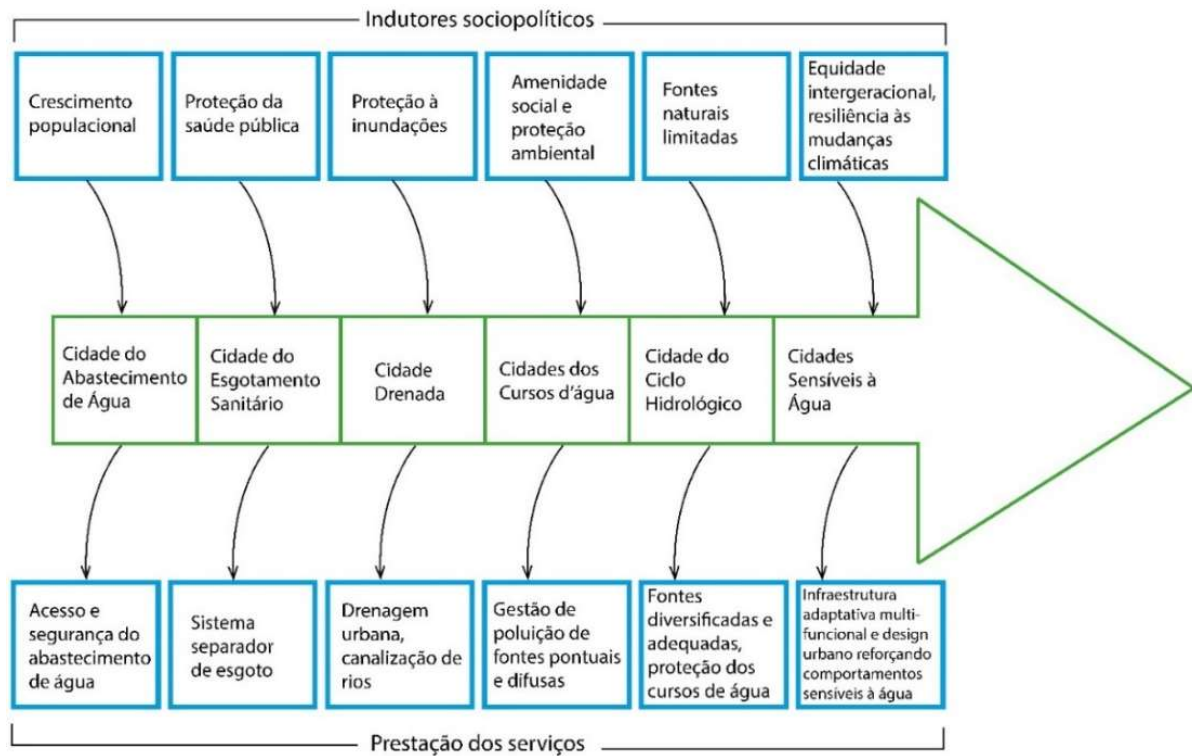 Indutores sociopolíticos
Crescimento
populacional
Proteção da
saúde pública
Proteção à
inundações
Amenidade
social e
proteção
ambiental
Fontes
naturais
limitadas
Equidade
intergeracional,
resiliência às
mudanças
climáticas
Cidade do
Abastecimento
de Água
Cidade do
Esgotamento
Sanitário
Cidade
Drenada
Cidades dos
Cursos d'água
Cidade do
Ciclo
Hidrológico
Cidades
Sensíveis à
Água
Acesso e
segurança do
abastecimento
de água
Sistema
separador
de esgoto
Drenagem
urbana,
canalização de
rios
Gestão de
poluição de
fontes pontuais
e difusas
Fontes
diversificadas e
adequadas,
proteção dos
cursos de água
Infraestrutura
adaptativa multi-
funcional e design
urbano reforçando
comportamentos
sensíveis à água
Prestação dos serviços